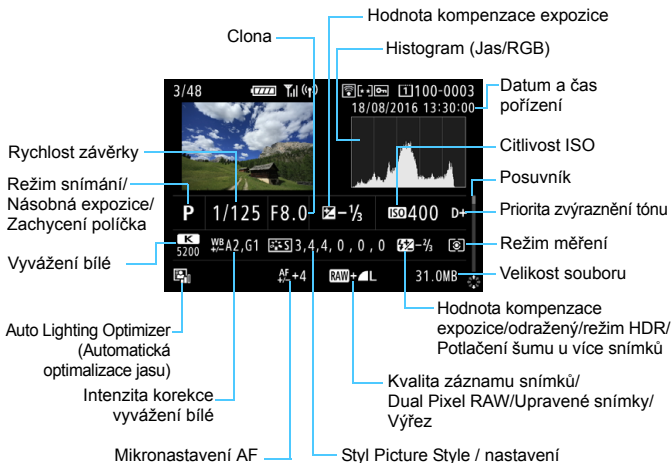 Hodnota kompenzace expozice
Clona
Histogram (Jas/RGB)
3/48
1 100-0003
18/08/2016 13:30:00
Datum a čas
pořízení
Rychlost závěrky
Citlivost ISO
Režim snímání/
Násobná expozice/
Zachycení políčka
Posuvník
P 1/125 F8.0 -⅓ ISO 400 D+
Priorita zvýraznění tónu
K
5200
WB +/- A2,G1 S 3,4,4,0,0,0 -⅔
Režim měření
Vyvážení bílé
AF +/- +4 RAW+L 31.0MB
Velikost souboru
Auto Lighting Optimizer
(Automatická
optimalizace jasu)
Hodnota kompenzace
expozice/odražený/režim HDR/
Potlačení šumu u více snímků
Intenzita korekce
vyvážení bílé
Kvalita záznamu snímků/
Dual Pixel RAW/Upravené snímky/
Výřez
Mikronastavení AF
Styl Picture Style / nastavení